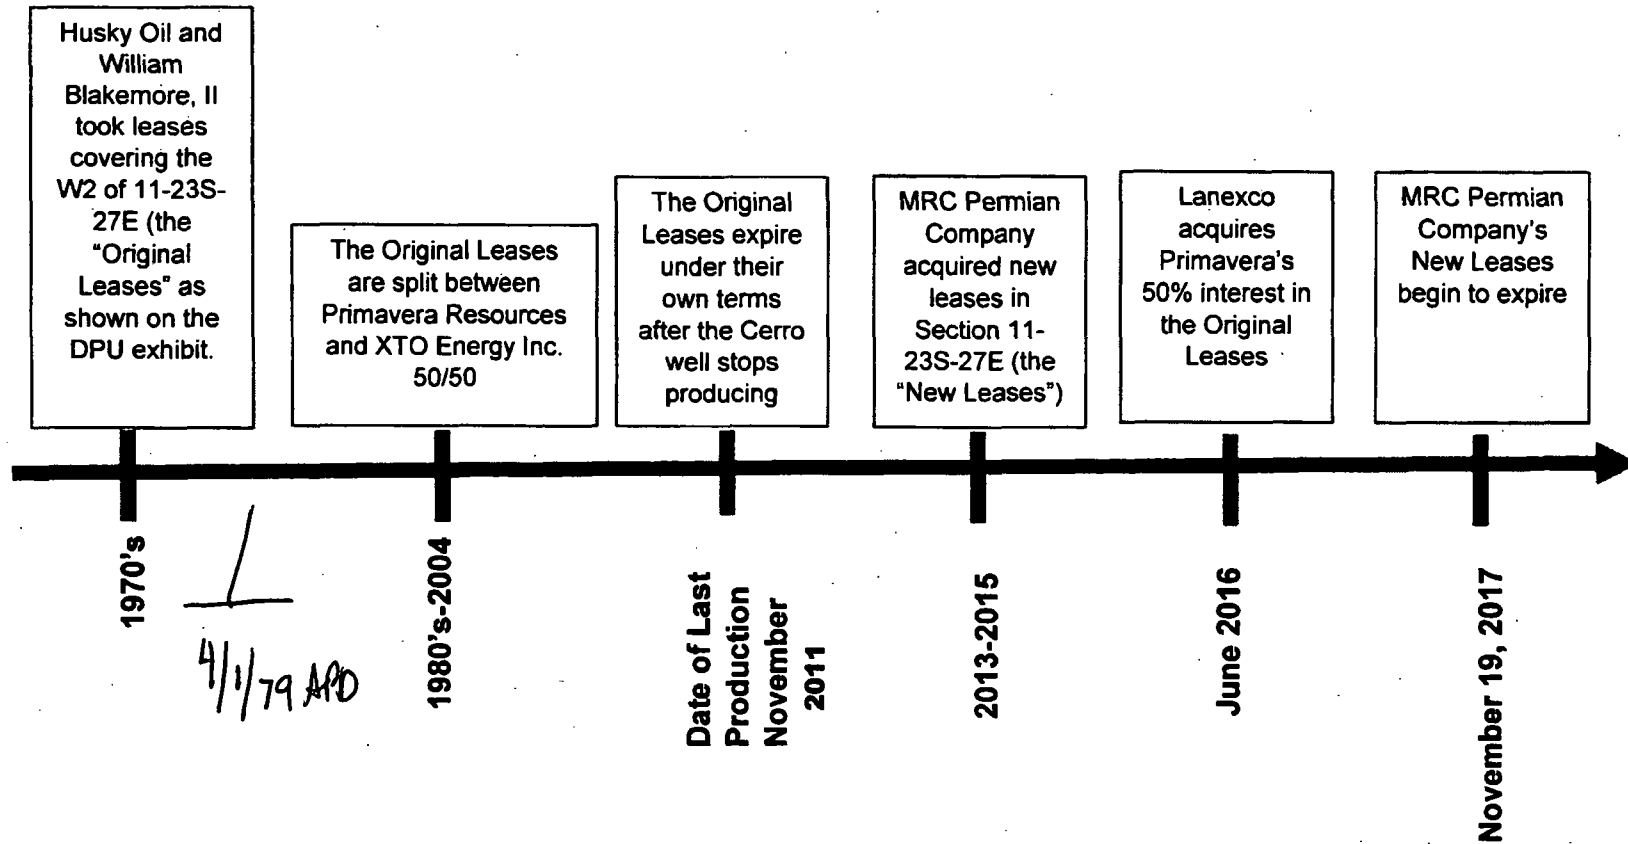 Husky Oil and
William
Blakemore, II
took leases
covering the
W2 of 11-23S-
27E (the
"Original
Leases" as
shown on the
DPU exhibit.
The Original Leases
are split between
Primavera Resources
and XTO Energy Inc.
50/50
The Original
Leases expire
under their
own terms
after the Cerro
well stops
producing
MRC Permian
Company
acquired new
leases in
Section 11-
23S-27E (the
"New Leases")
Lanexco
acquires
Primavera's
50% interest in
the Original
Leases
MRC Permian
Company's
New Leases
begin to expire
1970's
4/1/79 APD
1980's-2004
Date of Last
Production
November
2011
2013-2015
June 2016
November 19, 2017